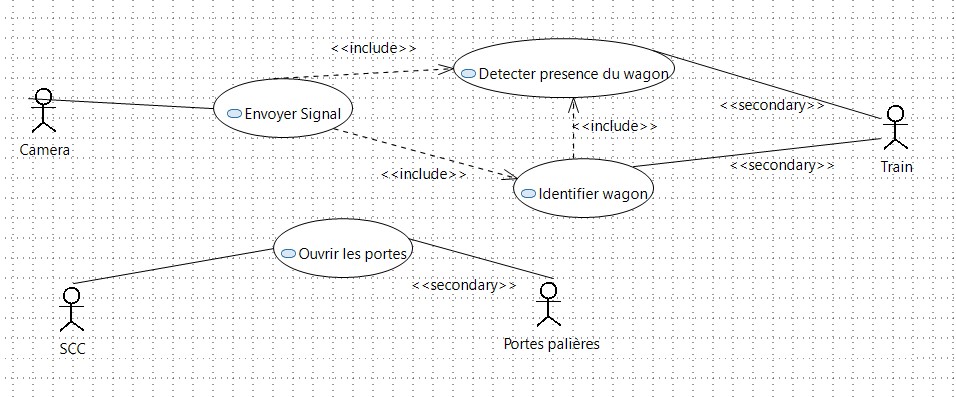 <<include>>
Detecter presence du wagon
Envoyer Signal
<<secondary>>
<<include>>
Camera
<<secondary>>
Train
<<include>>
Identifier wagon
Ouvrir les portes
<<secondary>>
SCC
Portes palières